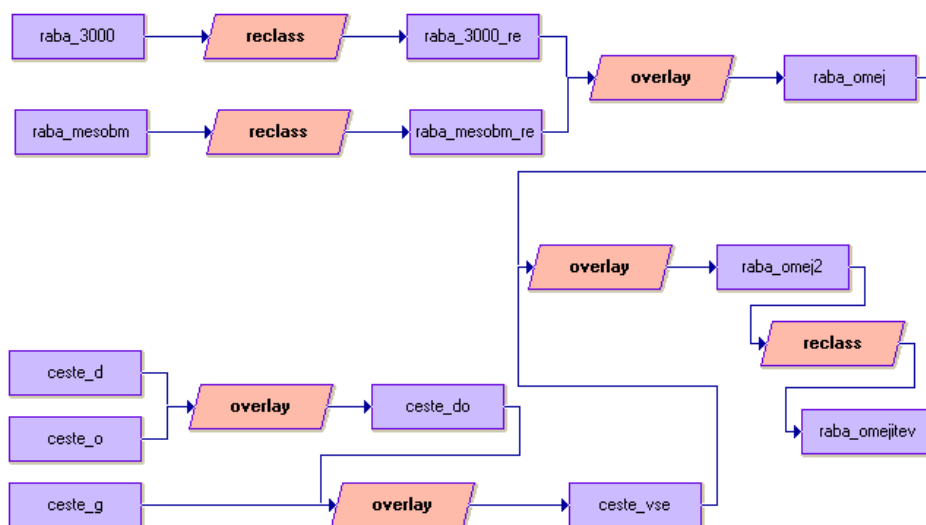 raba_3000
reclass
raba_3000_re
overlay
raba_omej
raba_mesobm
reclass
raba_mesobm_re
overlay
raba_omej2
reclass
raba_omejitev
ceste_d
overlay
ceste_do
ceste_o
ceste_g
overlay
ceste_vse